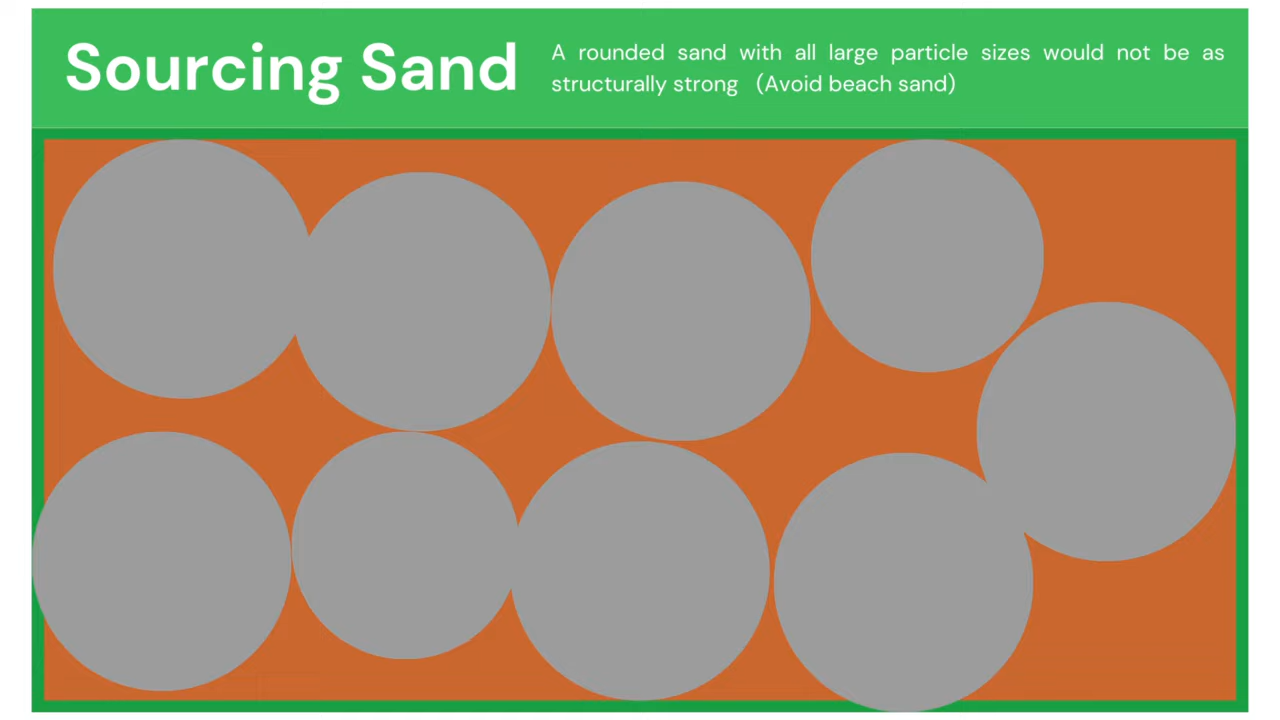 Sourcing Sand
A rounded sand with all large particle sizes would not be as
structurally strong (Avoid beach sand)